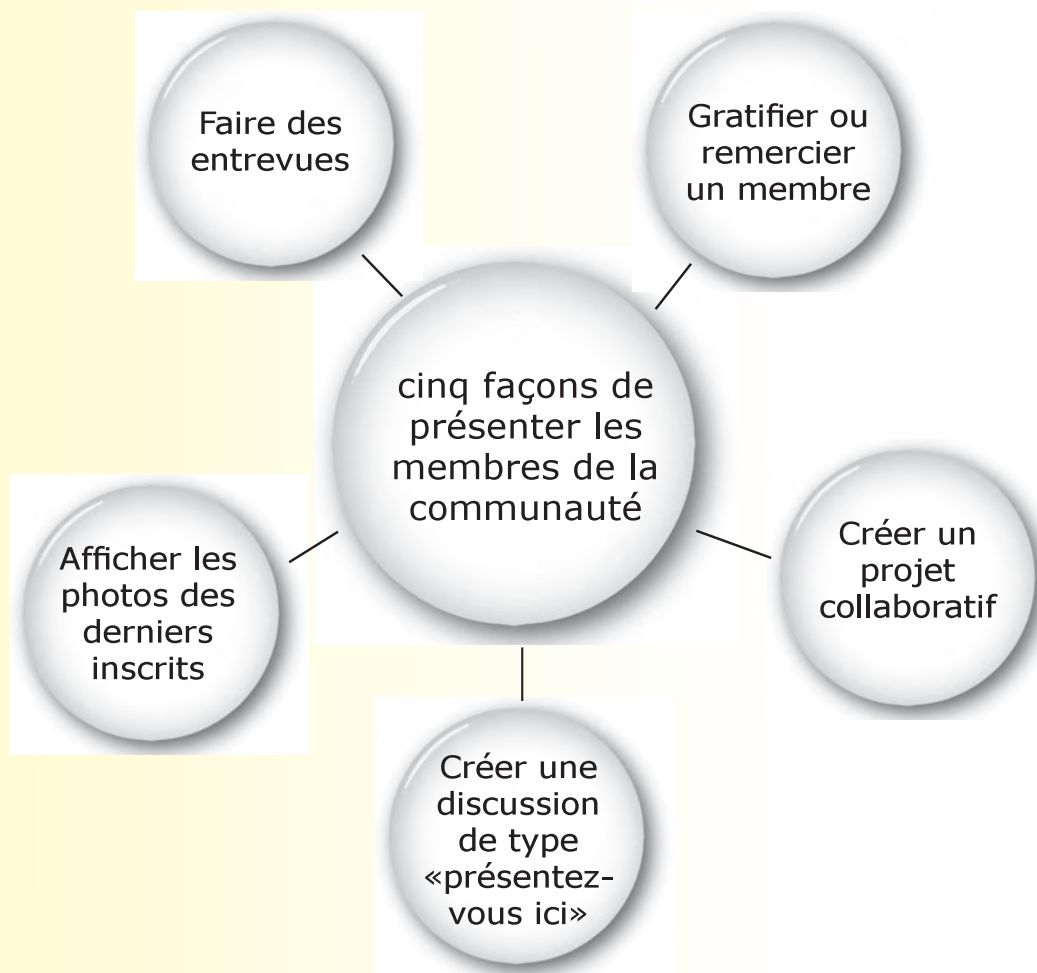 Faire des
entrevues
Gratifier ou
remercier
un membre
cinq façons de
présenter les
membres de la
communauté
Afficher les
photos des
derniers
inscrits
Créer un
projet
collaboratif
Créer une
discussion
de type
«présentez-
vous ici»